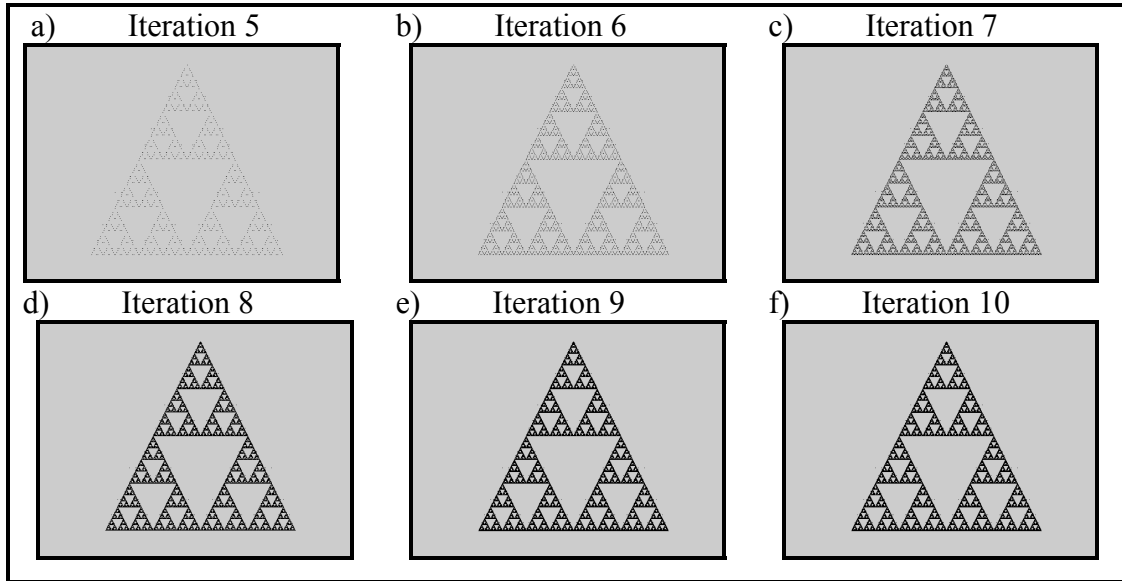 a) Iteration 5
b) Iteration 6
c) Iteration 7
d) Iteration 8
e) Iteration 9
f) Iteration 10